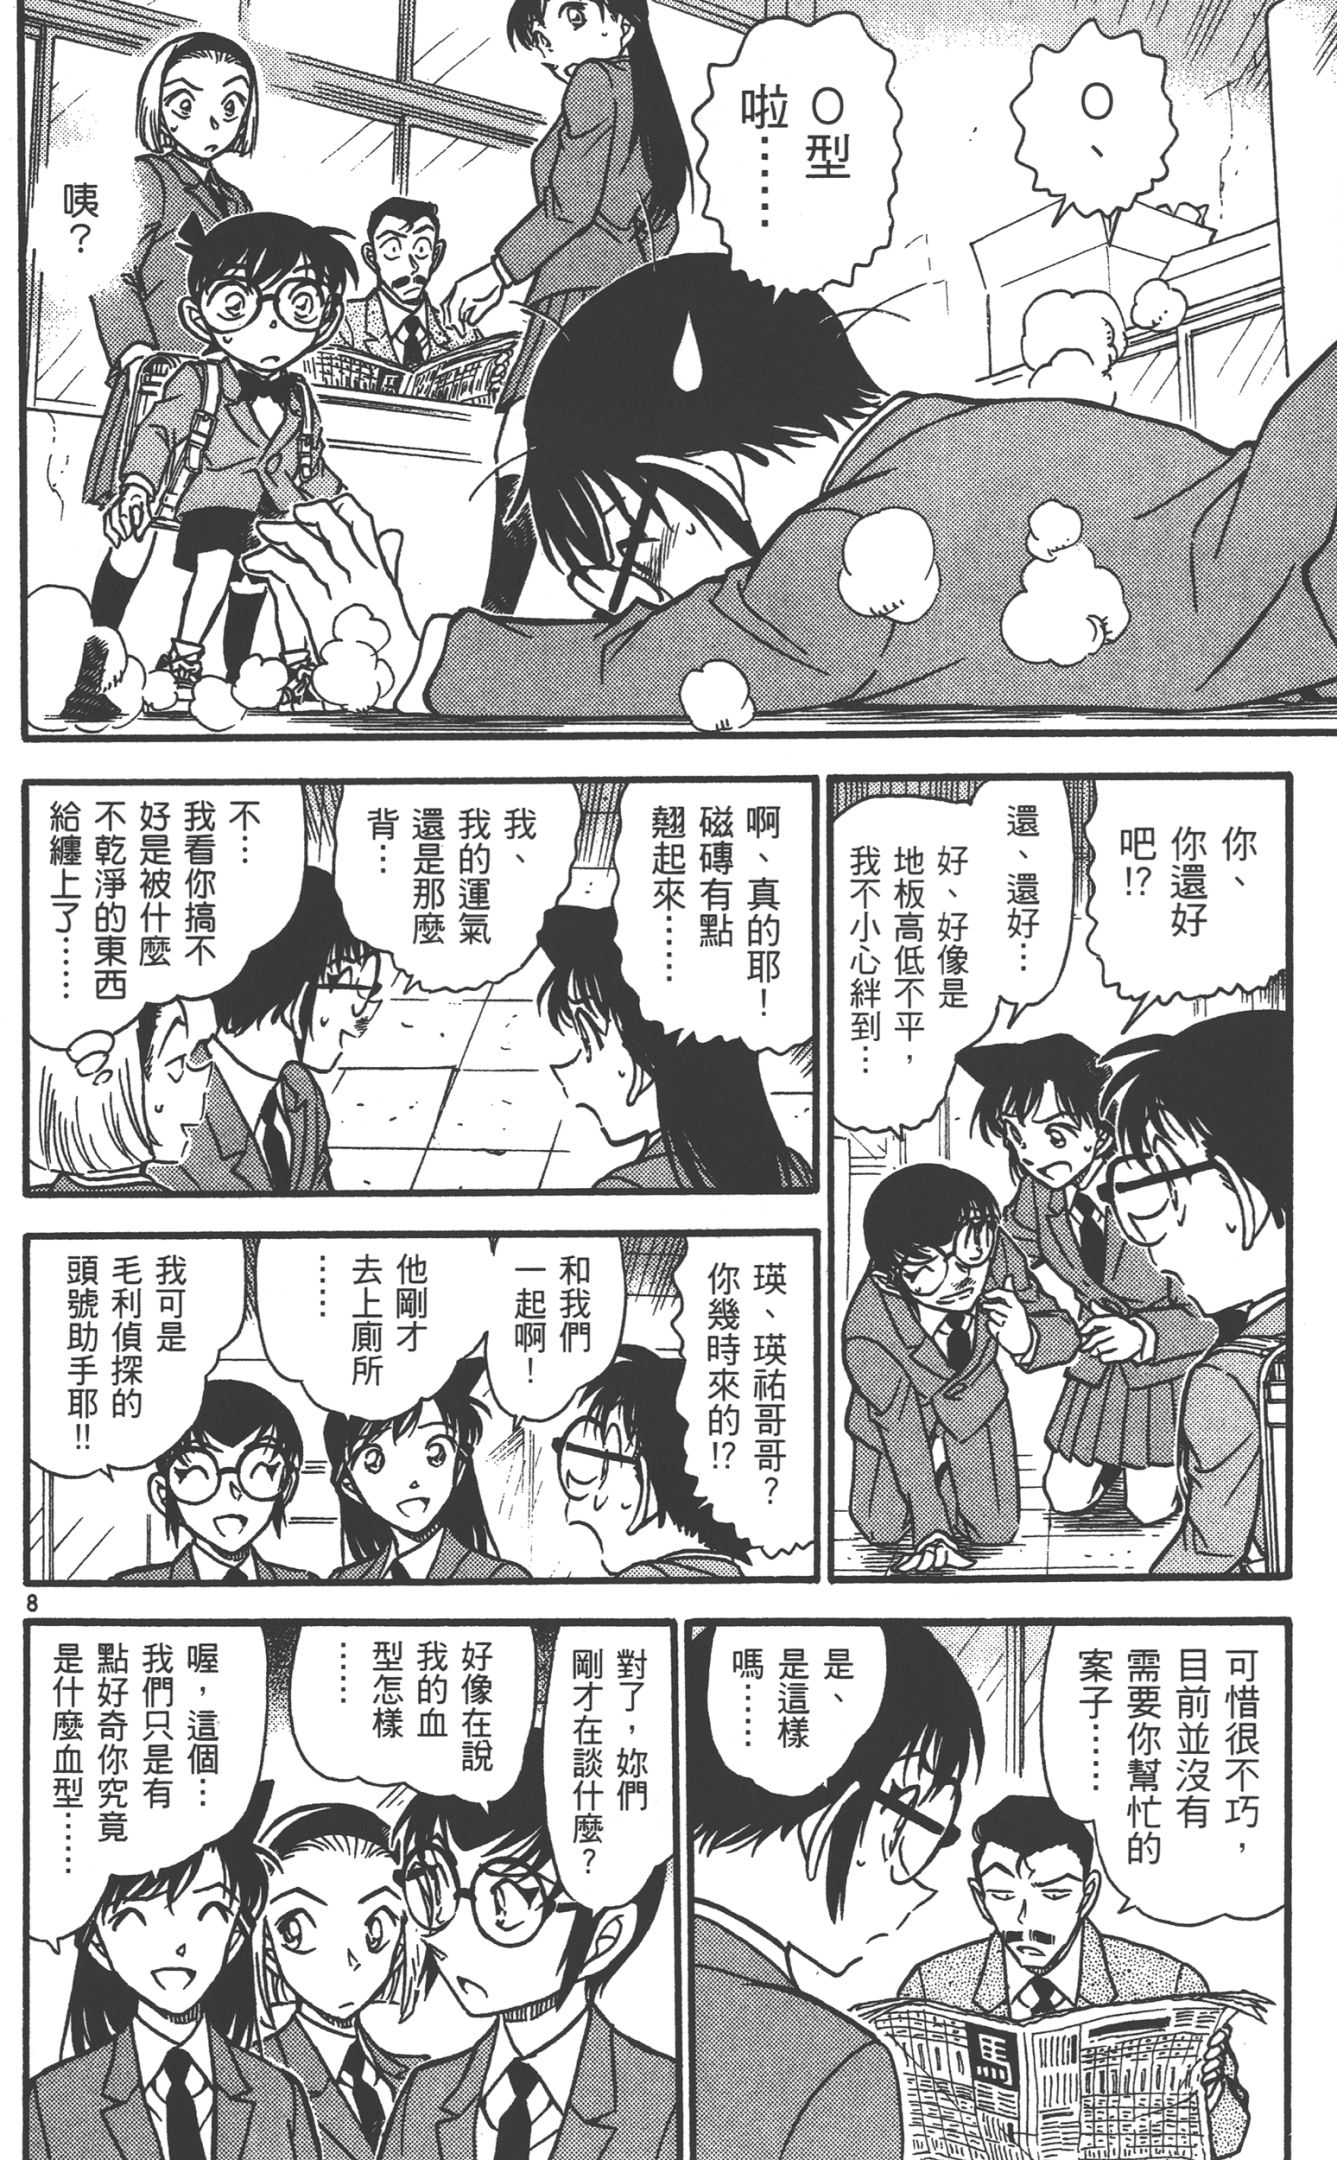 O、
O型
啦……
咦？
你、
你還好
吧!?
還、還好…
好、好像是
地板高低不平，
我不小心絆到…
啊、真的耶！
磁磚有點
翹起來……
我、
我的運氣
還是那麼
背…
不…
我看你搞不
好是被什麼
不乾淨的東西
給纏上了……
瑛、瑛祐哥哥？
你幾時來的!?
和我們
一起啊！
他剛才
去上廁所
……
我可是
毛利偵探的
頭號助手耶!!
可惜很不巧，
目前並沒有
需要你幫忙的
案子……
是、
是這樣
嗎……
馬
對了，妳們
剛才在談什麼？
好像在說
我的血
型怎樣
……
喔，這個…
我們只是有
點好奇你究竟
是什麼血型……
8